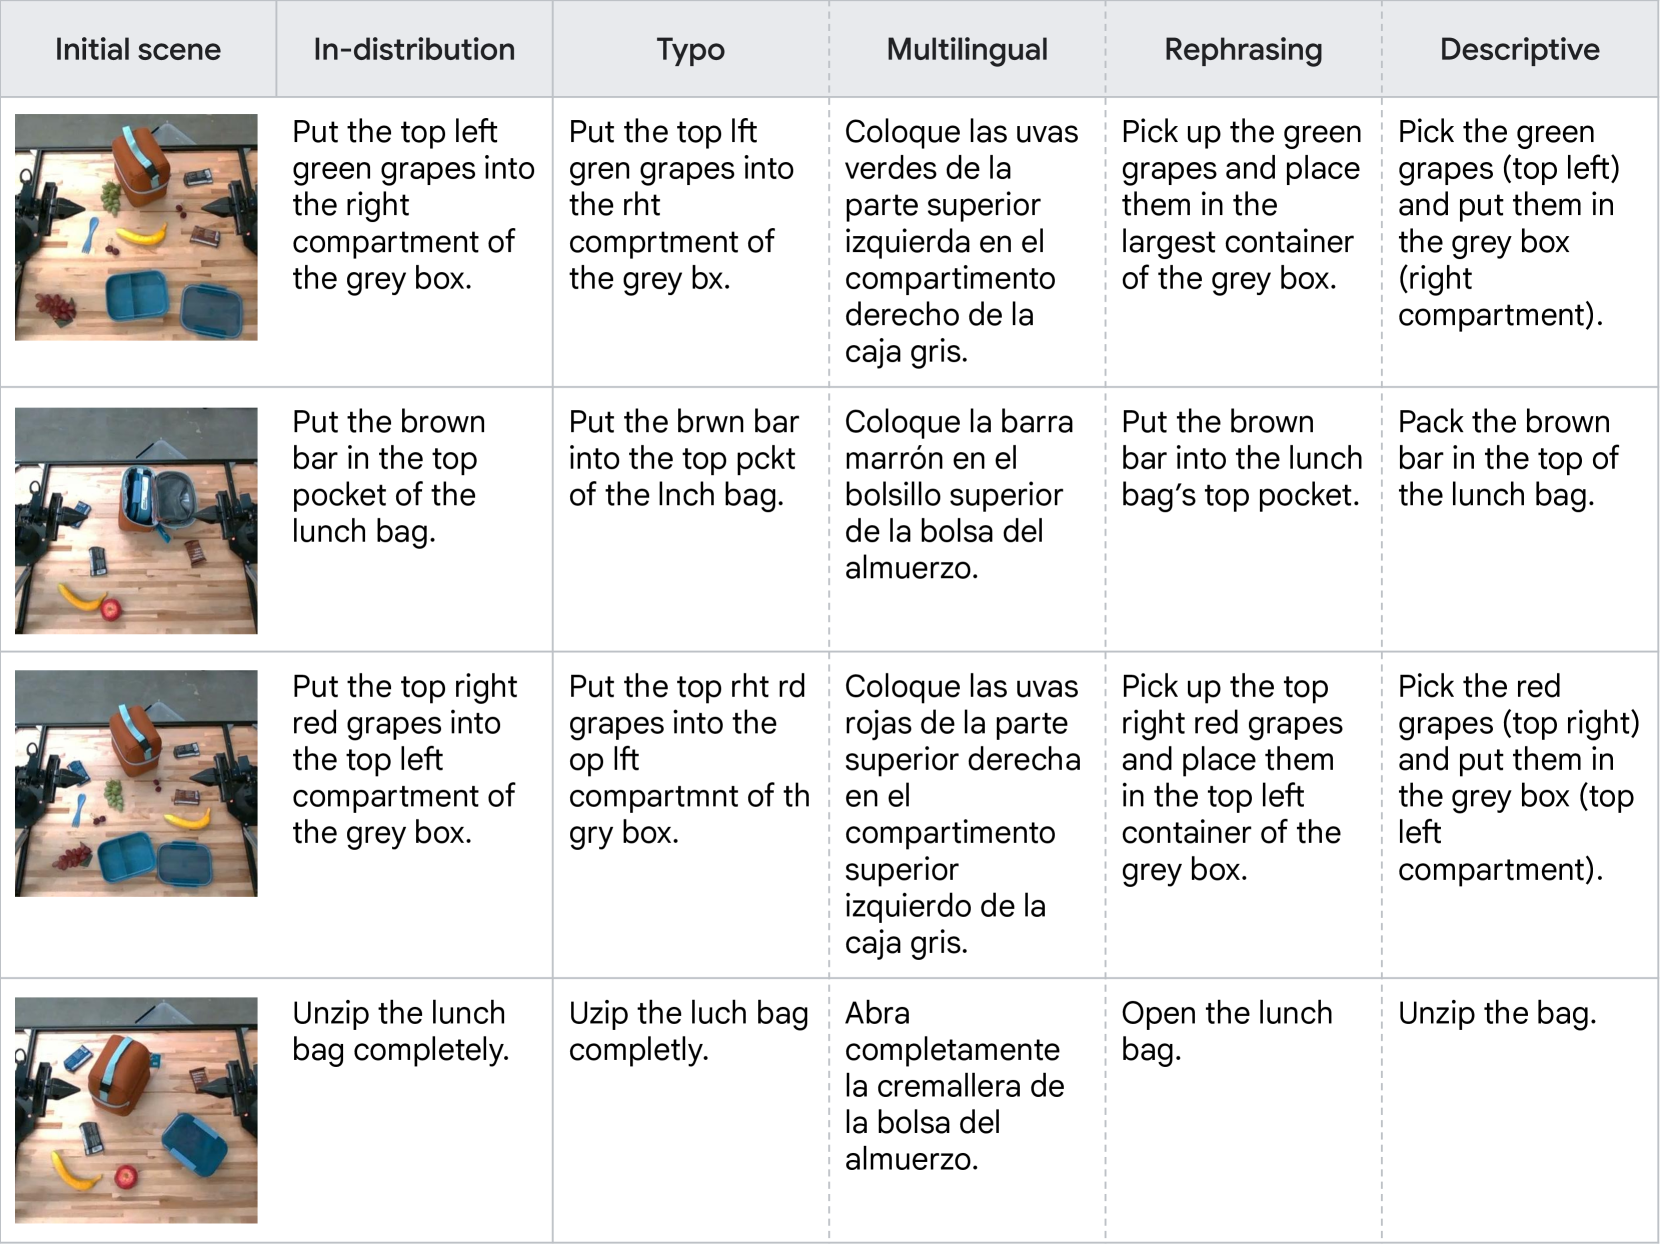 Initial scene
In-distribution
Typo
Multilingual
Rephrasing
Descriptive
Put the top left
green grapes into
the right
compartment of
the grey box.
Put the top lft
gren grapes into
the rht
comprtment of
the grey bx.
Coloque las uvas
verdes de la
parte superior
izquierda en el
compartimento
derecho de la
caja gris.
Pick up the green
grapes and place
them in the
largest container
of the grey box.
Pick the green
grapes (top left)
and put them in
the grey box
(right
compartment).
Put the brown
bar in the top
pocket of the
lunch bag.
Put the brwn bar
into the top pckt
of the lnch bag.
Coloque la barra
marrón en el
bolsillo superior
de la bolsa del
almuerzo.
Put the brown
bar into the lunch
bag’s top pocket.
Pack the brown
bar in the top of
the lunch bag.
Put the top right
red grapes into
the top left
compartment of
the grey box.
Put the top rht rd
grapes into the
op lft
compartmnt of th
gry box.
Coloque las uvas
rojas de la parte
superior derecha
en el
compartimento
superior
izquierdo de la
caja gris.
Pick up the top
right red grapes
and place them
in the top left
container of the
grey box.
Pick the red
grapes (top right)
and put them in
the grey box (top
left
compartment).
Unzip the lunch
bag completely.
Uzip the luch bag
completly.
Abra
completamente
la cremallera de
la bolsa del
almuerzo.
Open the lunch
bag.
Unzip the bag.